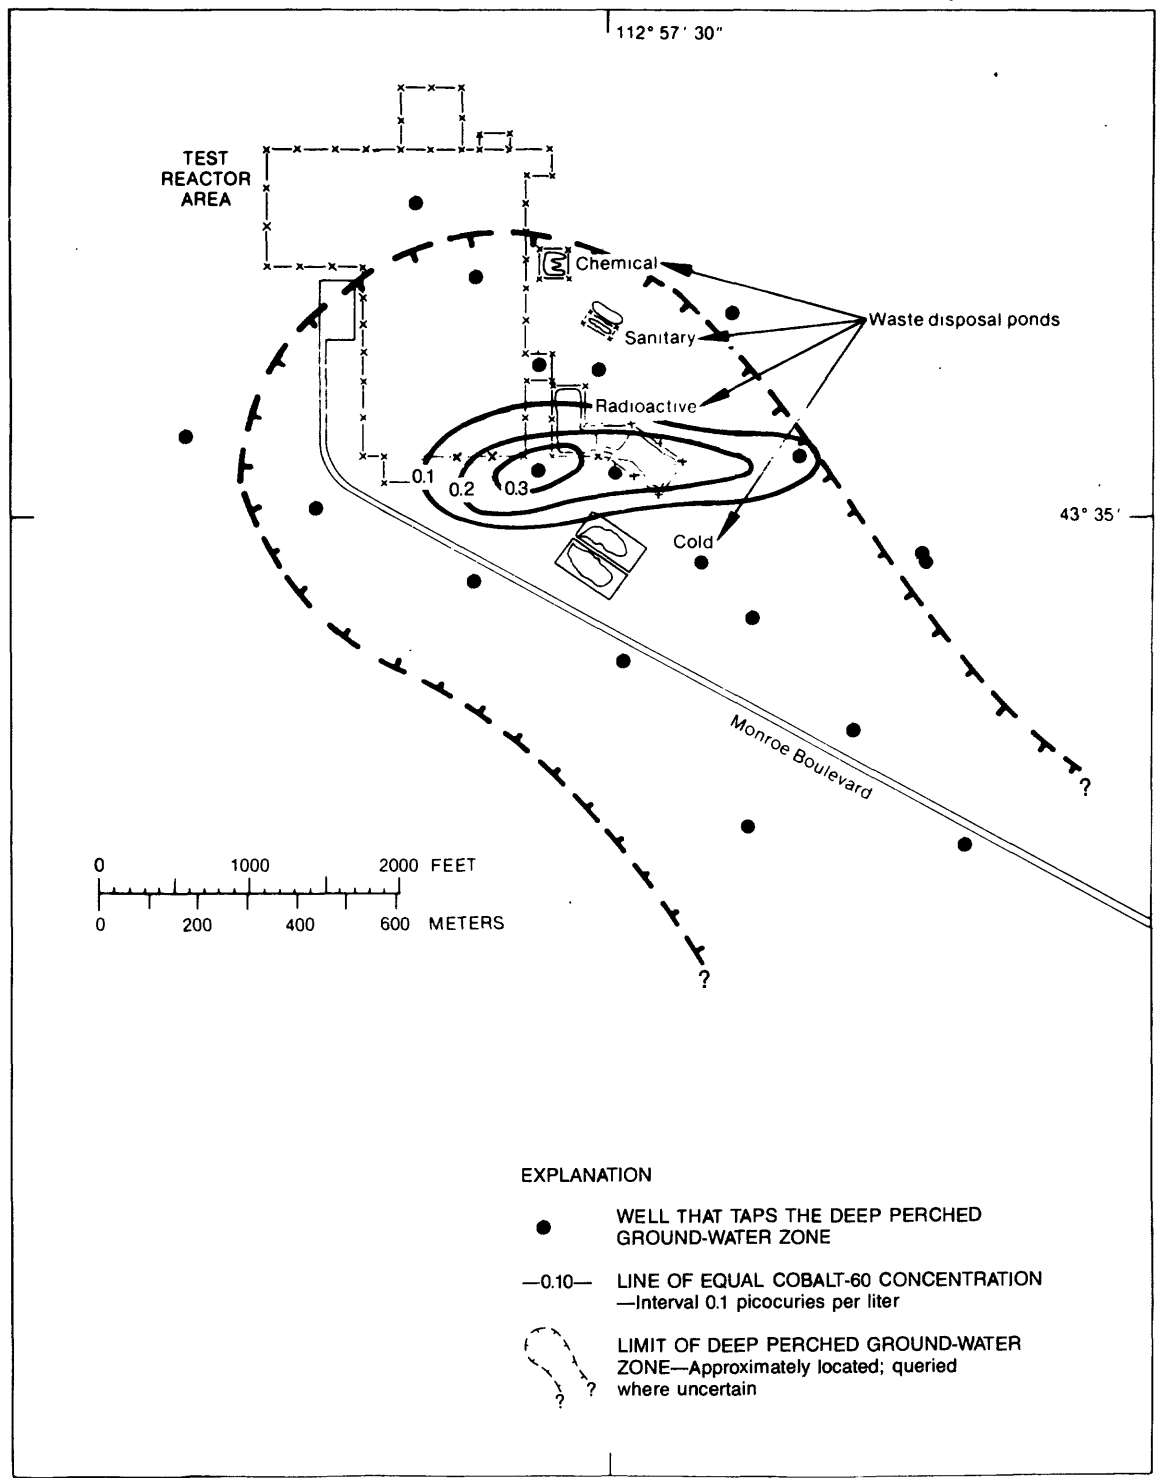 112° 57' 30"
TEST
REACTOR
AREA
Chemical
Waste disposal ponds
Sanitary
Radioactive
0.1
0.2
0.3
43° 35'
Cold
Monroe Boulevard
?
0 1000 2000 FEET
0 200 400 600 METERS
?
EXPLANATION
WELL THAT TAPS THE DEEP PERCHED
GROUND-WATER ZONE
—0.10— LINE OF EQUAL COBALT-60 CONCENTRATION
—Interval 0.1 picocuries per liter
LIMIT OF DEEP PERCHED GROUND-WATER
ZONE—Approximately located; queried
where uncertain
?
?